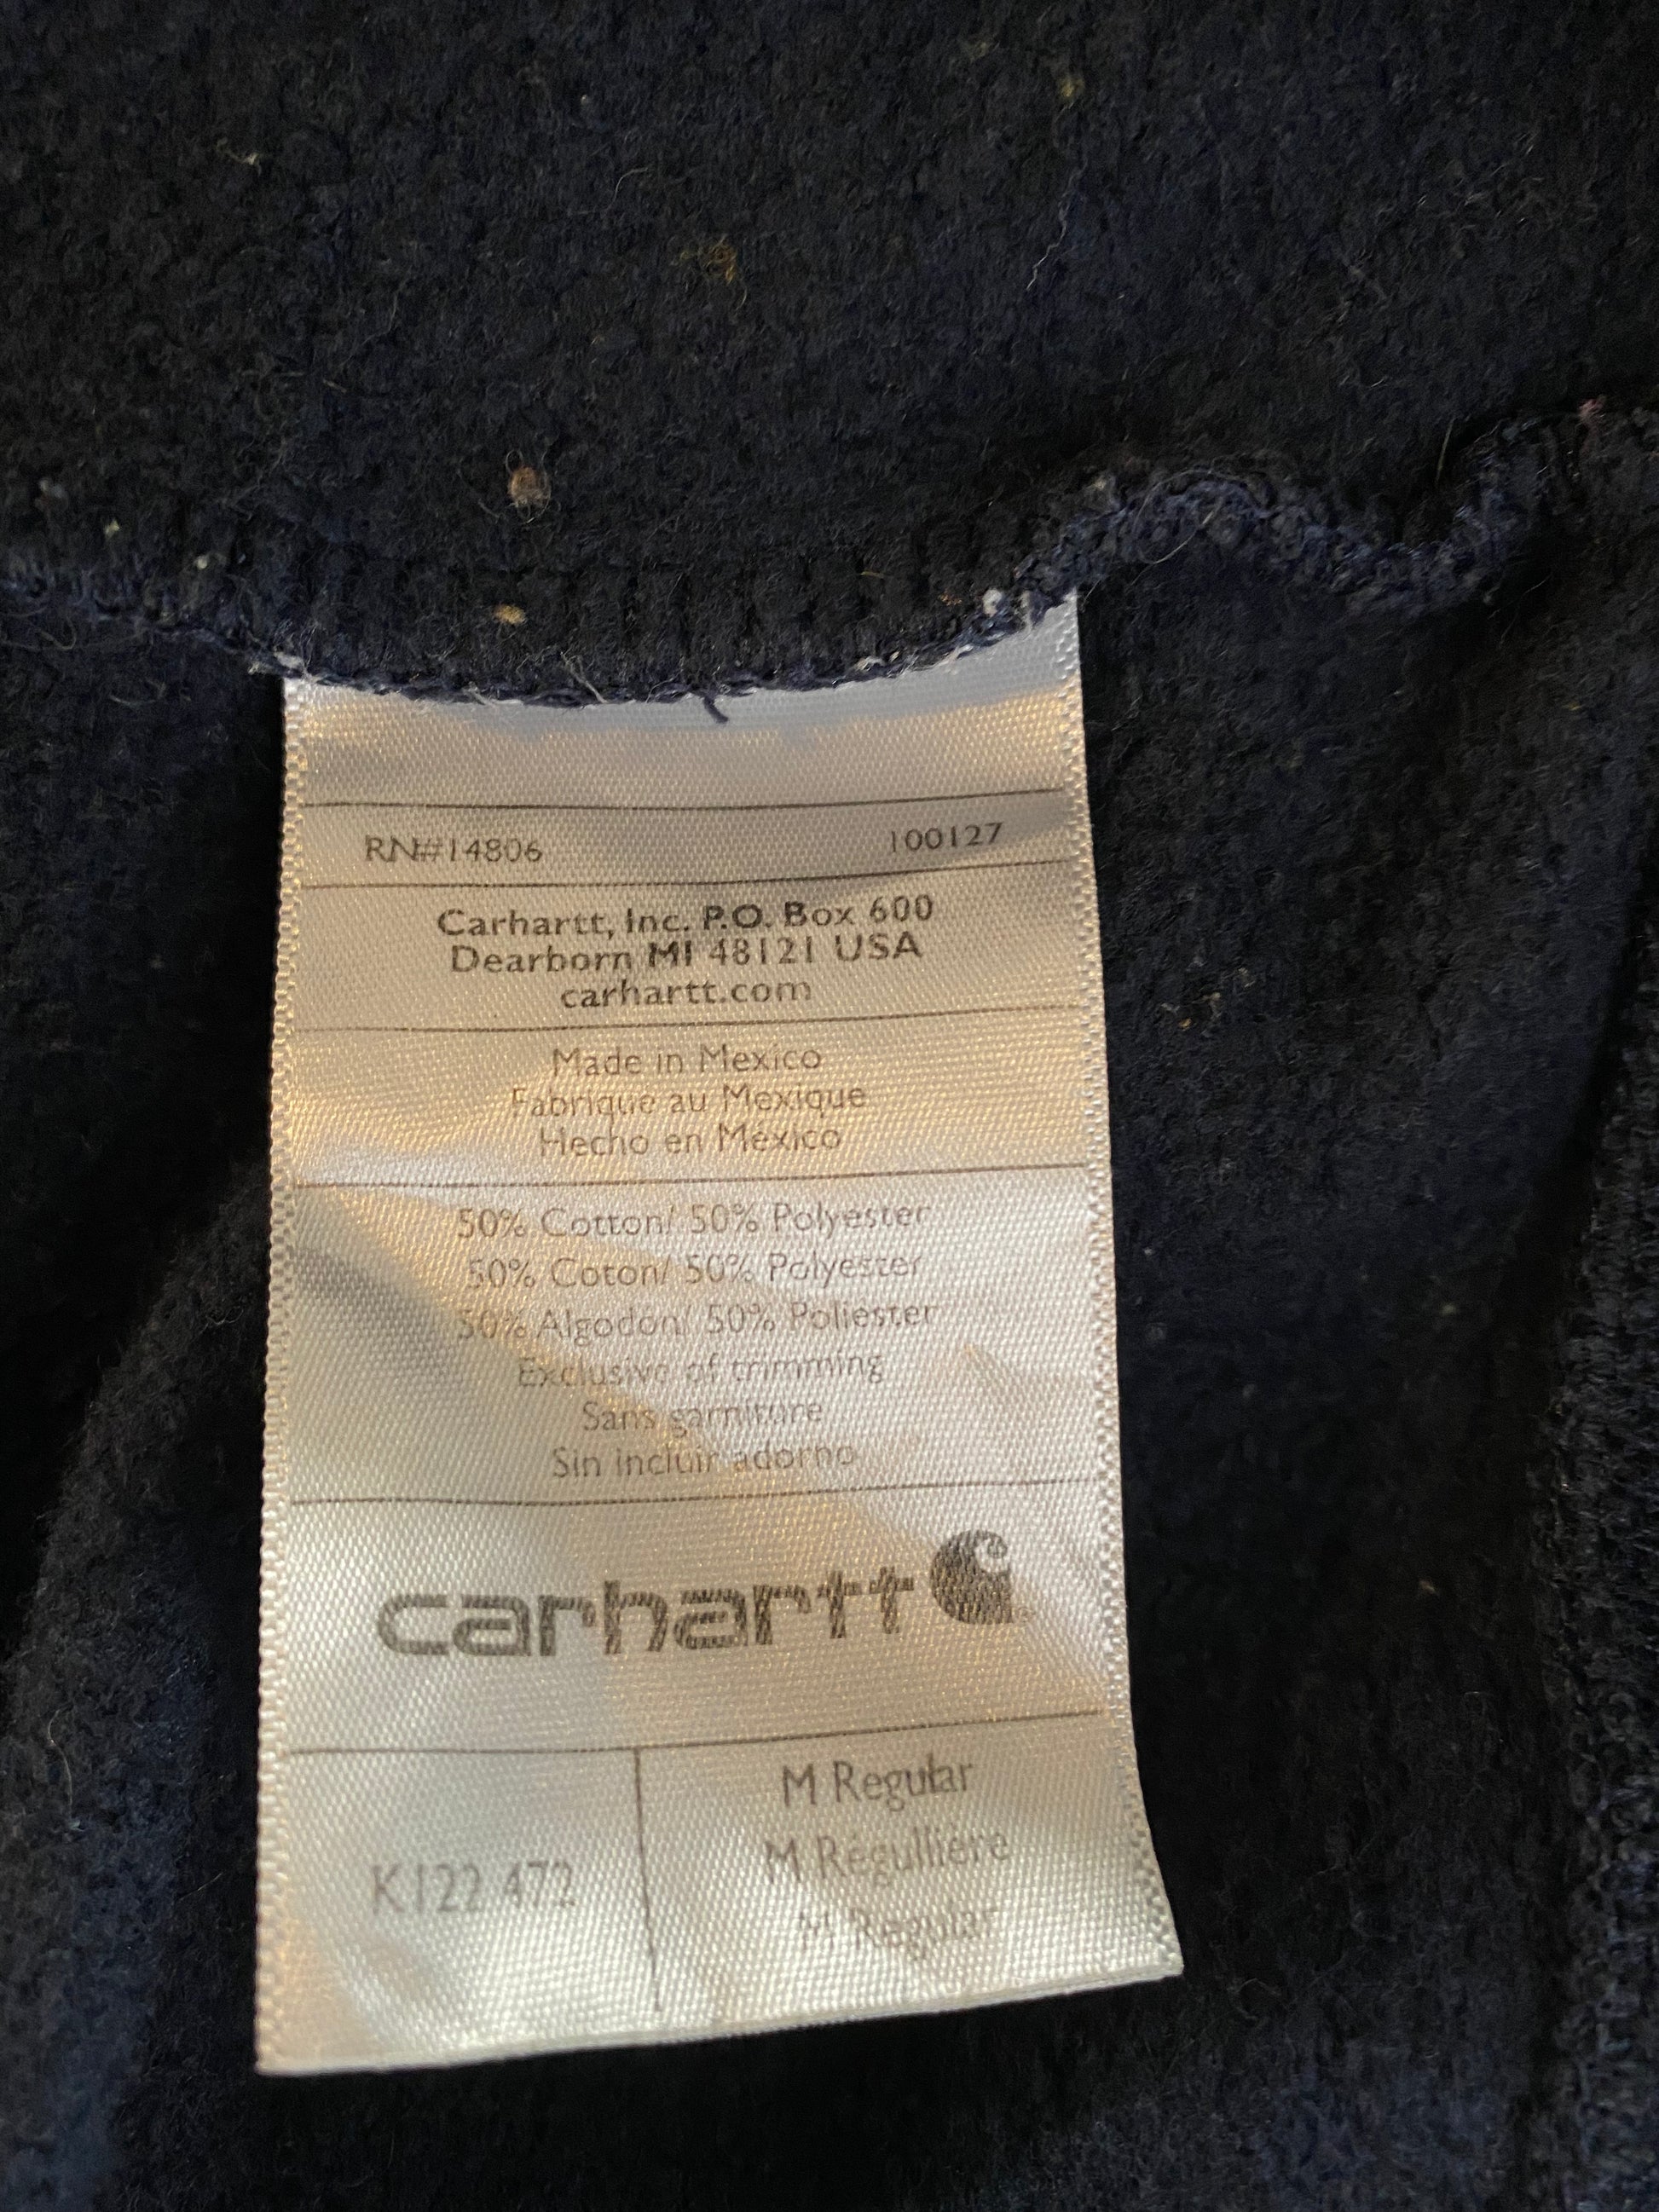 RN#14806 100127
Carhartt, Inc. P.O. Box 600
Dearborn MI 48121 USA
carhartt.com
Made in Mexico
Fabrique au Mexique
Hecho en México
50% Cotton/ 50% Polyester
50% Coton/ 50% Polyester
50% Algodon/ 50% Poliester
Exclusive of trimming
Sans garniture
Sin incluir adorno
carhartt
K122 472
M Regular
M Régullière
M Regular